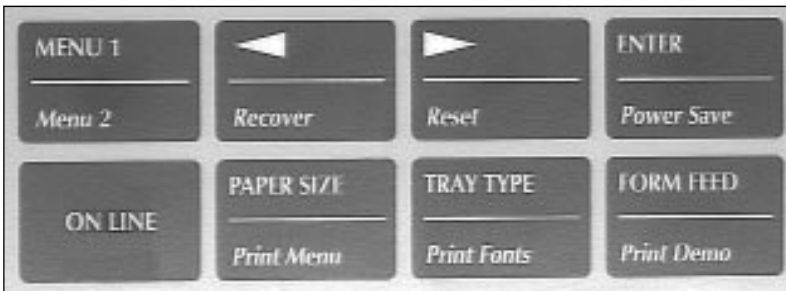 MENU 1
Menu 2
Recover
Reset
ENTER
Power Save
ON LINE
PAPER SIZE
Print Menu
TRAY TYPE
Print Fonts
FORM FEED
Print Demo